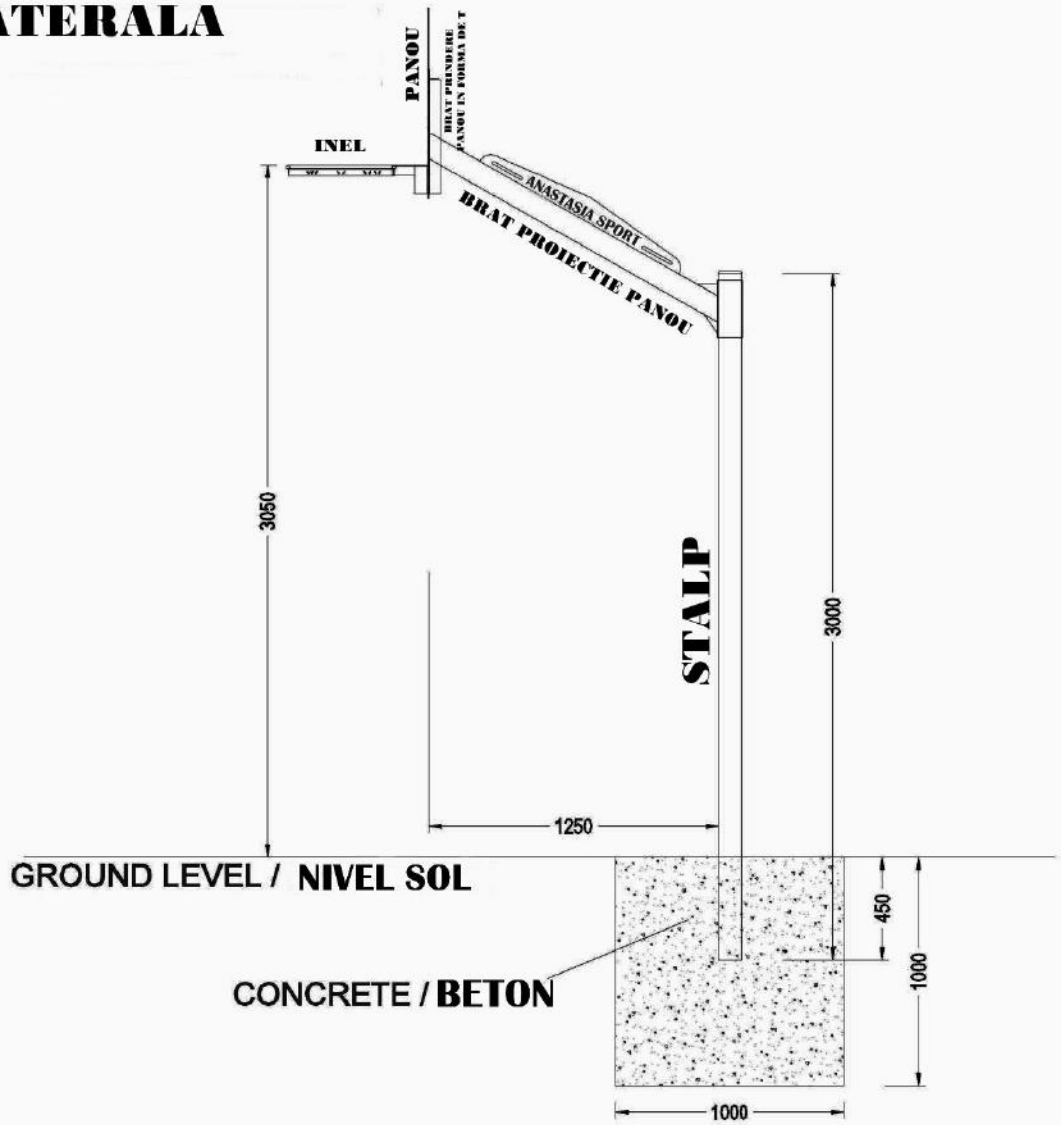 ATERALA
PANOU
BRAT PRINDERE
PANOU IN FORMA DE T
INEL
ANASTASIA SPORT
BRAT PROIECTIE PANOU
3050
STALP
3000
1250
GROUND LEVEL / NIVEL SOL
450
1000
CONCRETE / BETON
1000